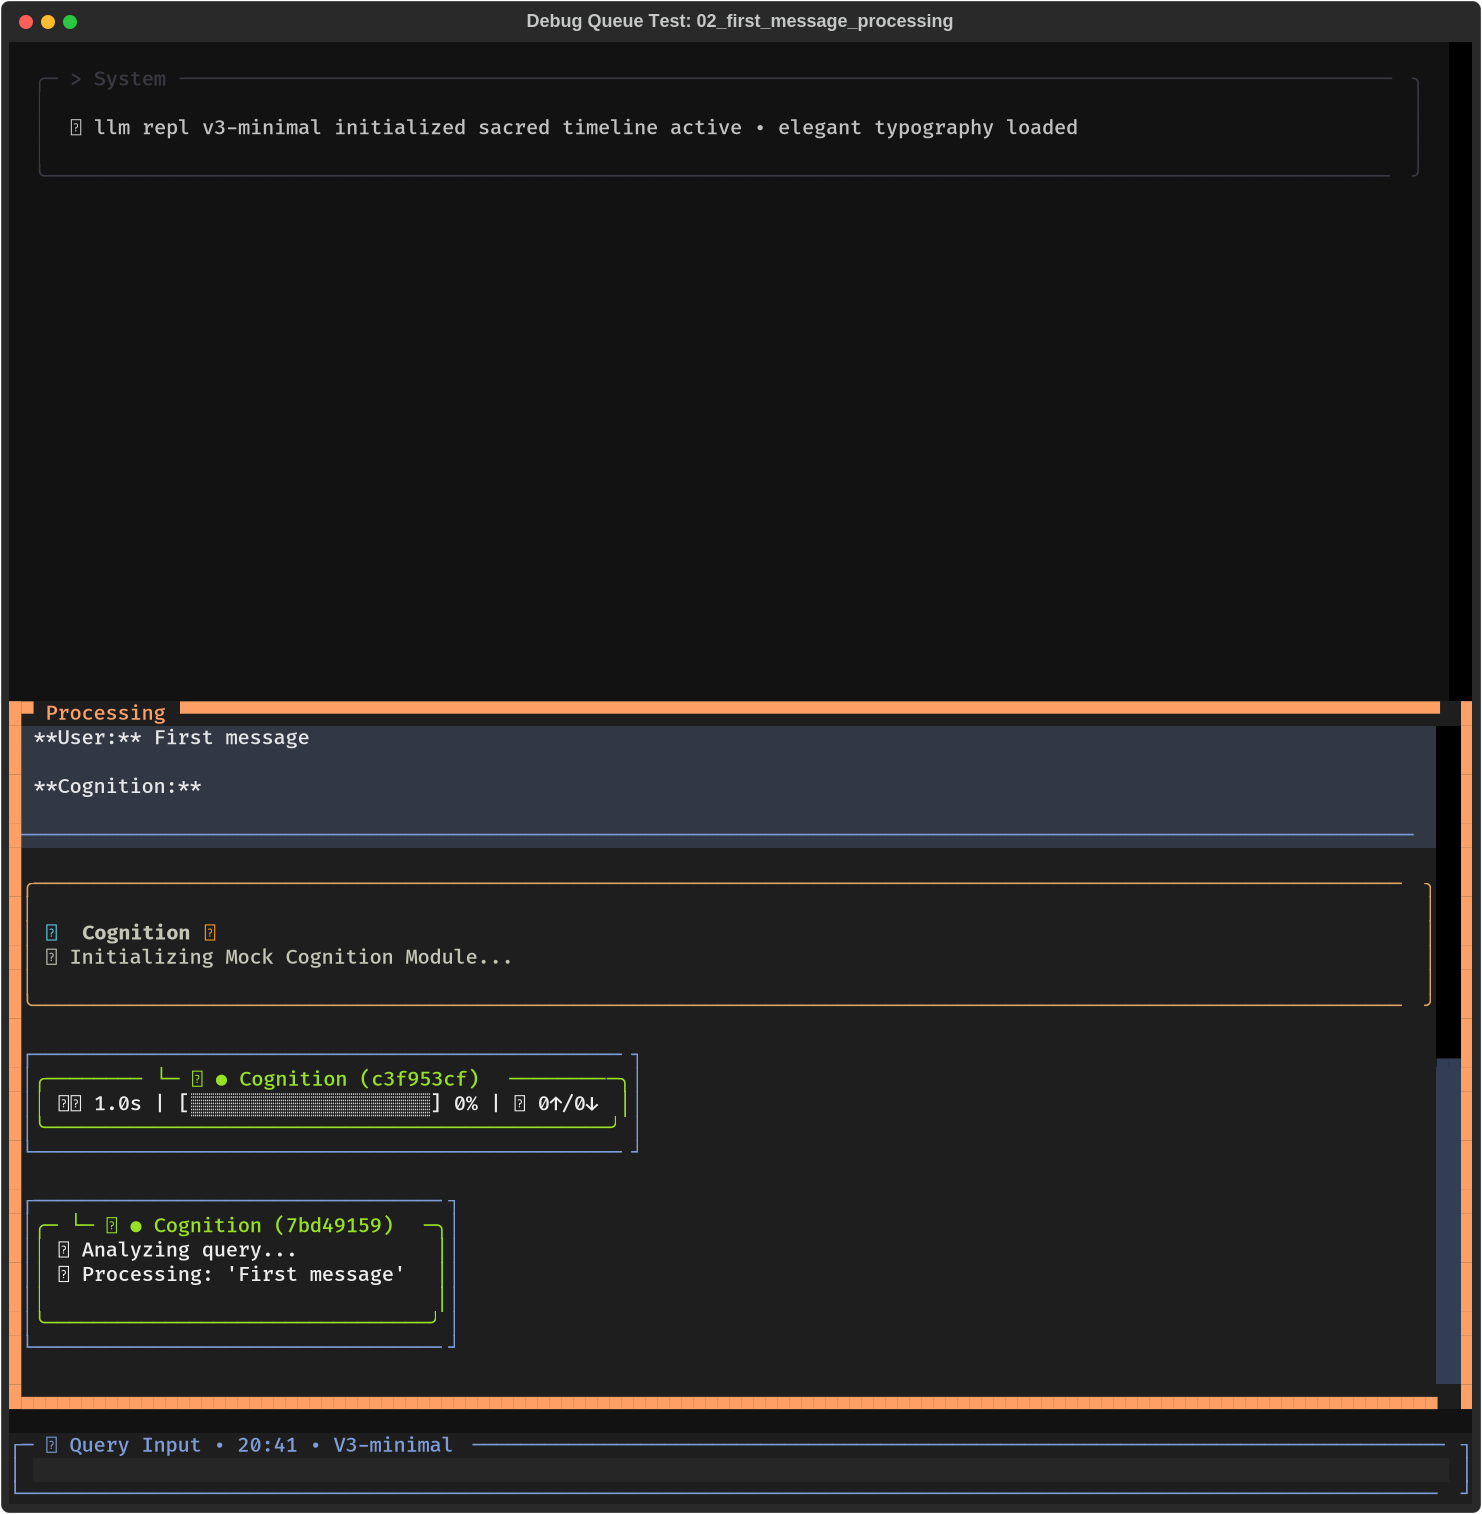 Debug Queue Test: 02_first_message_processing
> System
llm repl v3-minimal initialized sacred timeline active • elegant typography loaded
Processing
**User:** First message
**Cognition:**
Cognition
Initializing Mock Cognition Module...
└─ ● Cognition (c3f953cf)
1.0s | [░░░░░░░░░░░░░░░░░░░░] 0% | 0↑/0↓
└─ ● Cognition (7bd49159)
Analyzing query...
Processing: 'First message'
Query Input • 20:41 • V3-minimal